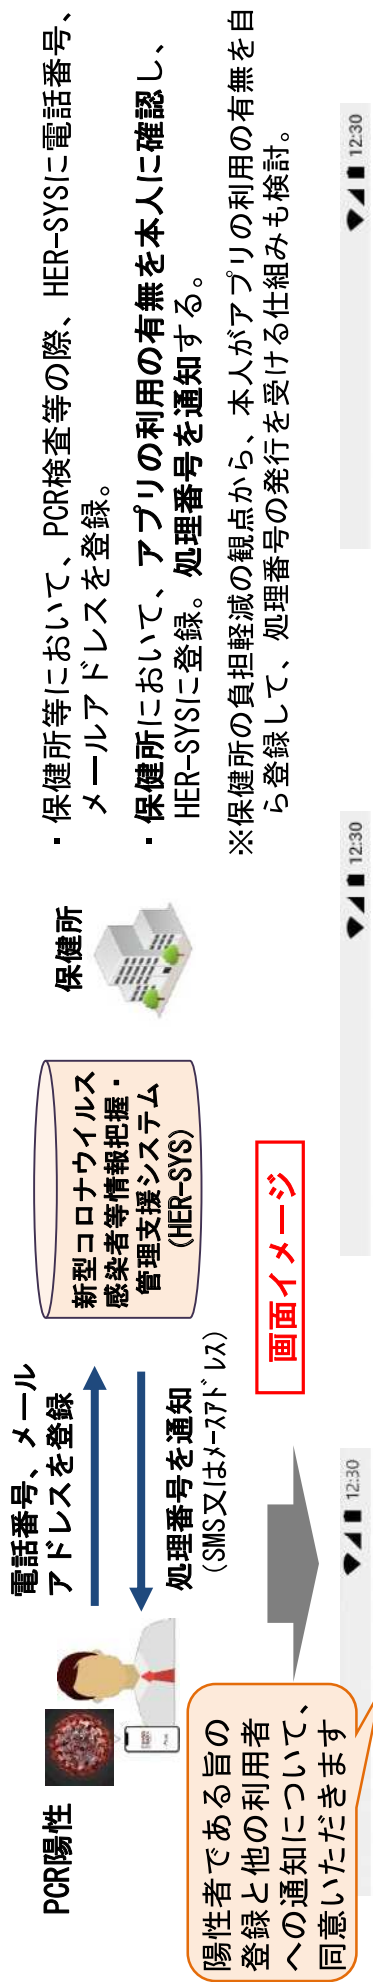 PCR陽性
電話番号、メール
アドレスを登録
処理番号を通知
（SMS又はメースアドレス）
新型コロナウイルス
感染者等情報把握・
管理支援システム
(HER-SYS)
保健所
・保健所等において、PCR検査等の際、HER-SYSに電話番号、
メールアドレスを登録。
・保健所において、アプリの利用の有無を本人に確認し、
HER-SYSに登録。処理番号を通知する。
※保健所の負担軽減の観点から、本人がアプリの利用の有無を自
ら登録して、処理番号の発行を受ける仕組みも検討。
陽性者である旨の
登録と他の利用者
への通知について、
同意いただきます
画面イメージ
12:30
12:30
12:30